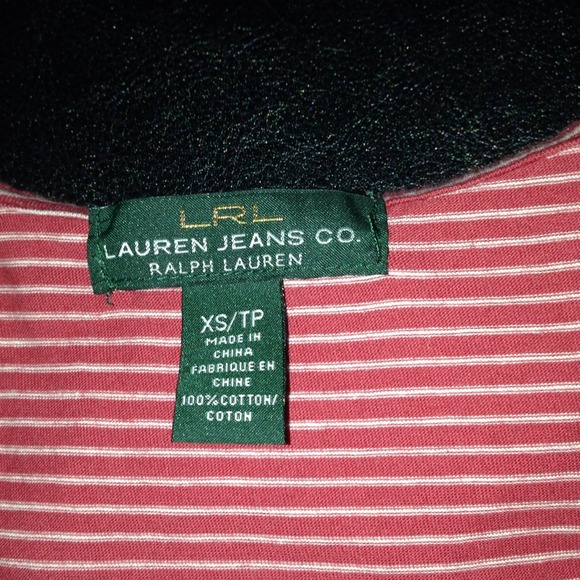 LRL
LAUREN JEANS CO.
RALPH LAUREN
XS/TP
MADE IN
CHINA
FABRIQUE EN
CHINE
100%COTTON/
COTON